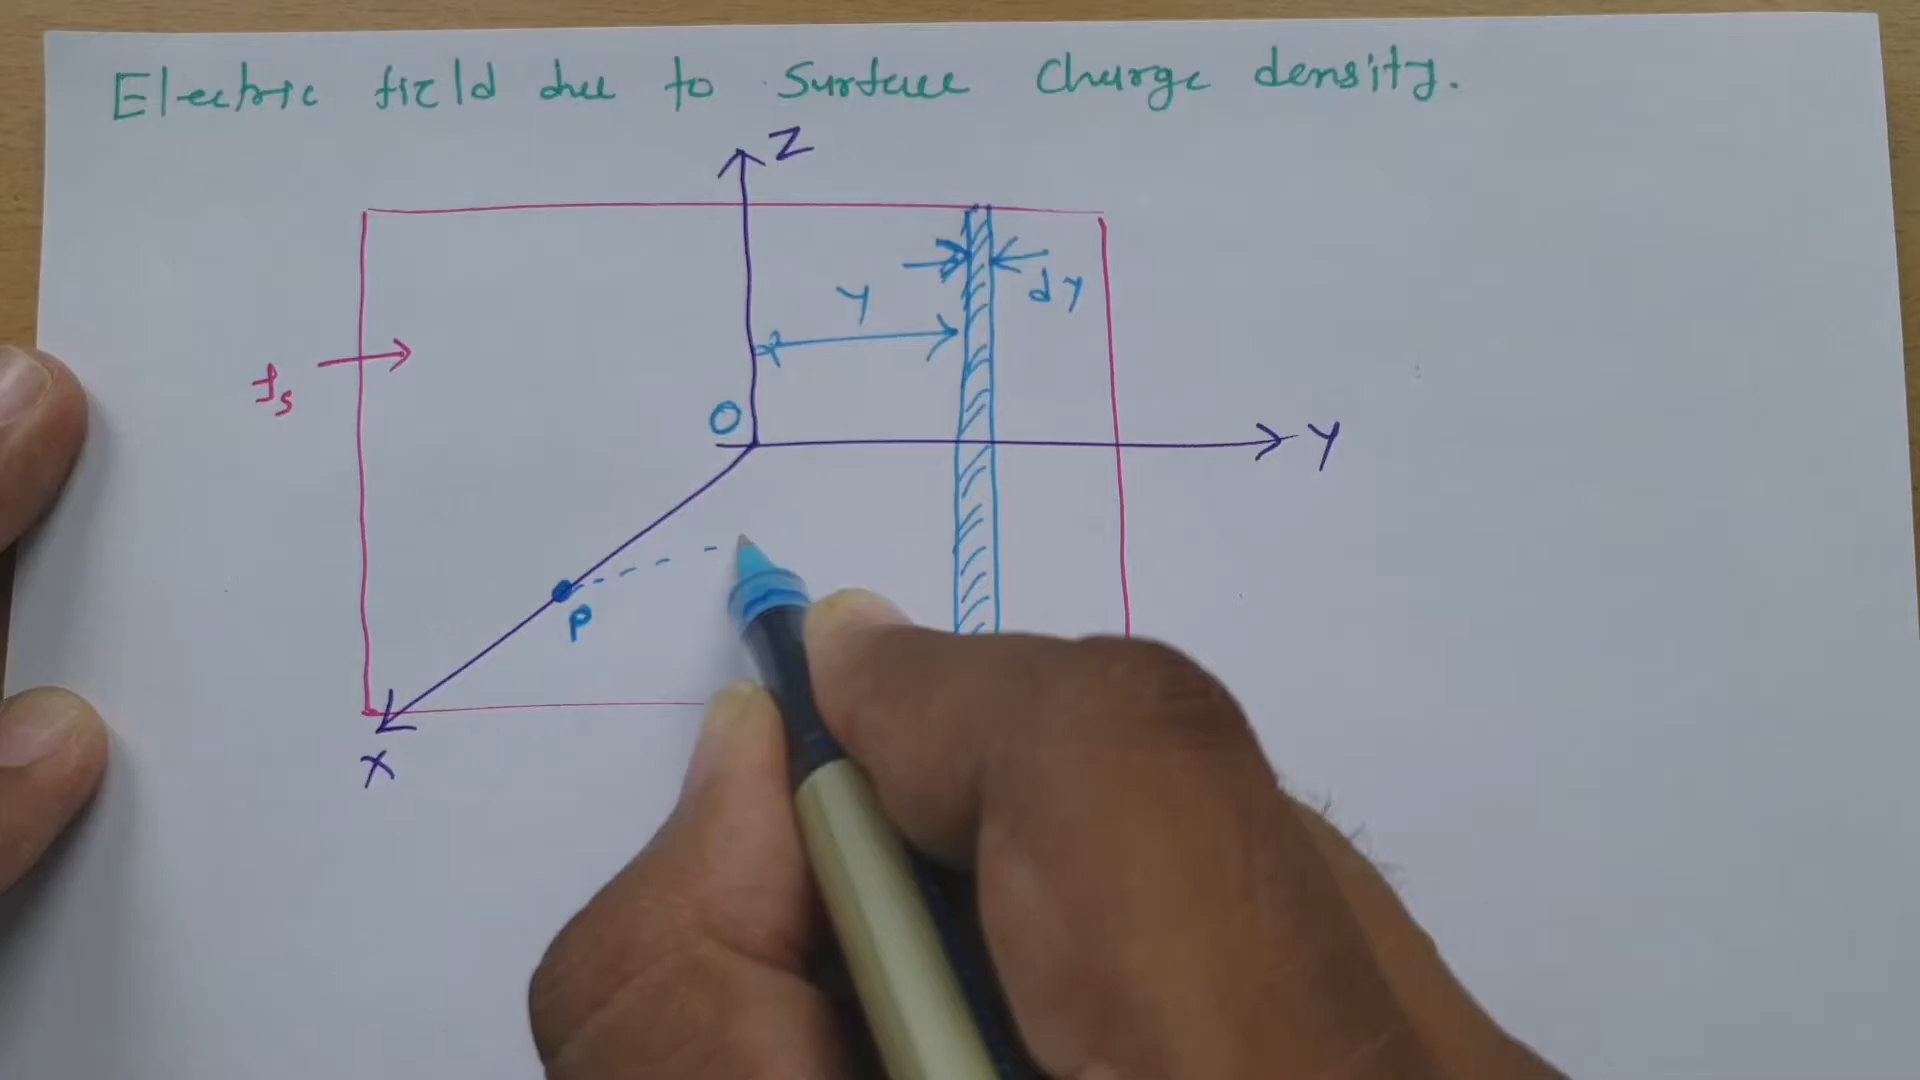 Electric field due to Surface Charge density.
Z
dy
Y
ρs
O
Y
P
X